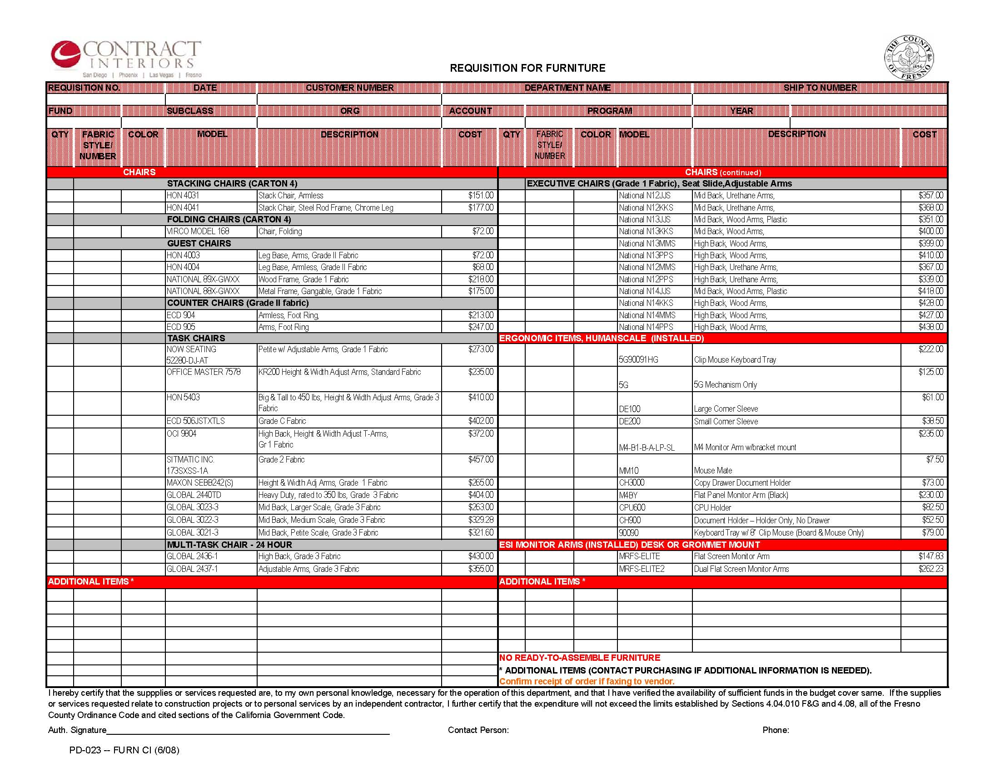 CONTRACT
INTERIORS
San Diego | Phoenix | Las Vegas | Fresno
REQUISITION FOR FURNITURE
THE COUNTY OF FRESNO
1856
REQUISITION NO. DATE CUSTOMER NUMBER DEPARTMENT NAME SHIP TO NUMBER
FUND SUBCLASS ORG ACCOUNT PROGRAM YEAR
QTY FABRIC STYLE/ NUMBER COLOR MODEL DESCRIPTION COST QTY FABRIC STYLE/ NUMBER COLOR MODEL DESCRIPTION COST
CHAIRS
STACKING CHAIRS (CARTON 4)
HON 4031 Stack Chair, Armless $151.00
HON 4041 Stack Chair, Steel Rod Frame, Chrome Leg $177.00
FOLDING CHAIRS (CARTON 4)
VIRCO MODEL 168 Chair, Folding $72.00
GUEST CHAIRS
HON 4003 Leg Base, Arms, Grade II Fabric $72.00
HON 4004 Leg Base, Armless, Grade II Fabric $68.00
NATIONAL 89X-GWXX Wood Frame, Grade 1 Fabric $218.00
NATIONAL 88X-GWXX Metal Frame, Gangable, Grade 1 Fabric $175.00
COUNTER CHAIRS (Grade II fabric)
ECD 904 Armless, Foot Ring, $213.00
ECD 905 Arms, Foot Ring $247.00
TASK CHAIRS
NOW SEATING Petite w/ Adjustable Arms, Grade 1 Fabric $273.00
52280-DJ-AT
OFFICE MASTER 7578 KR200 Height & Width Adjust Arms, Standard Fabric $235.00
HON 5403 Big & Tall to 450 lbs, Height & Width Adjust Arms, Grade 3 $410.00
Fabric
ECD 506JSTXTLS Grade C Fabric $402.00
OCI 9804 High Back, Height & Width Adjust T-Arms, $372.00
Gr 1 Fabric
SITMATIC INC. Grade 2 Fabric $457.00
173SXSS-1A
MAXON SEBB242(S) Height & Width Adj Arms, Grade 1 Fabric $265.00
GLOBAL 2440TD Heavy Duty, rated to 350 lbs, Grade 3 Fabric $404.00
GLOBAL 3023-3 Mid Back, Larger Scale, Grade 3 Fabric $263.00
GLOBAL 3022-3 Mid Back, Medium Scale, Grade 3 Fabric $329.28
GLOBAL 3021-3 Mid Back, Petite Scale, Grade 3 Fabric $321.60
MULTI-TASK CHAIR - 24 HOUR
GLOBAL 2436-1 High Back, Grade 3 Fabric $430.00
GLOBAL 2437-1 Adjustable Arms, Grade 3 Fabric $355.00
ADDITIONAL ITEMS *
CHAIRS (continued)
EXECUTIVE CHAIRS (Grade 1 Fabric), Seat Slide,Adjustable Arms
National N12JJS Mid Back, Urethane Arms, $357.00
National N12KKS Mid Back, Urethane Arms, $368.00
National N13JJS Mid Back, Wood Arms, Plastic $351.00
National N13KKS Mid Back, Wood Arms, $400.00
National N13MMS High Back, Wood Arms, $399.00
National N13PPS High Back, Wood Arms, $410.00
National N12MMS High Back, Urethane Arms, $367.00
National N12PPS High Back, Urethane Arms, $339.00
National N14JJS Mid Back, Wood Arms, Plastic $418.00
National N14KKS High Back, Wood Arms, $428.00
National N14MMS High Back, Wood Arms, $427.00
National N14PPS High Back, Wood Arms, $438.00
ERGONOMIC ITEMS, HUMANSCALE (INSTALLED)
5G90091HG Clip Mouse Keyboard Tray $222.00
5G 5G Mechanism Only $125.00
DE100 Large Corner Sleeve $61.00
DE200 Small Corner Sleeve $38.50
M4-B1-B-A-LP-SL M4 Monitor Arm w/bracket mount $235.00
MM10 Mouse Mate $7.50
CH3000 Copy Drawer Document Holder $73.00
M4BY Flat Panel Monitor Arm (Black) $230.00
CPU600 CPU Holder $82.50
CH900 Document Holder – Holder Only, No Drawer $52.50
90090 Keyboard Tray w/ 8" Clip Mouse (Board & Mouse Only) $79.00
ESI MONITOR ARMS (INSTALLED) DESK OR GROMMET MOUNT
MRFS-ELITE Flat Screen Monitor Arm $147.83
MRFS-ELITE2 Dual Flat Screen Monitor Arms $262.23
ADDITIONAL ITEMS *
NO READY-TO-ASSEMBLE FURNITURE
* ADDITIONAL ITEMS (CONTACT PURCHASING IF ADDITIONAL INFORMATION IS NEEDED).
Confirm receipt of order if faxing to vendor.
I hereby certify that the suppplies or services requested are, to my own personal knowledge, necessary for the operation of this department, and that I have verified the availability of sufficient funds in the budget cover same. If the supplies
or services requested relate to construction projects or to personal services by an independent contractor, I further certify that the expenditure will not exceed the limits established by Sections 4.04.010 F&G and 4.08, all of the Fresno
County Ordinance Code and cited sections of the California Government Code.
Auth. Signature Contact Person: Phone:
PD-023 -- FURN CI (6/08)